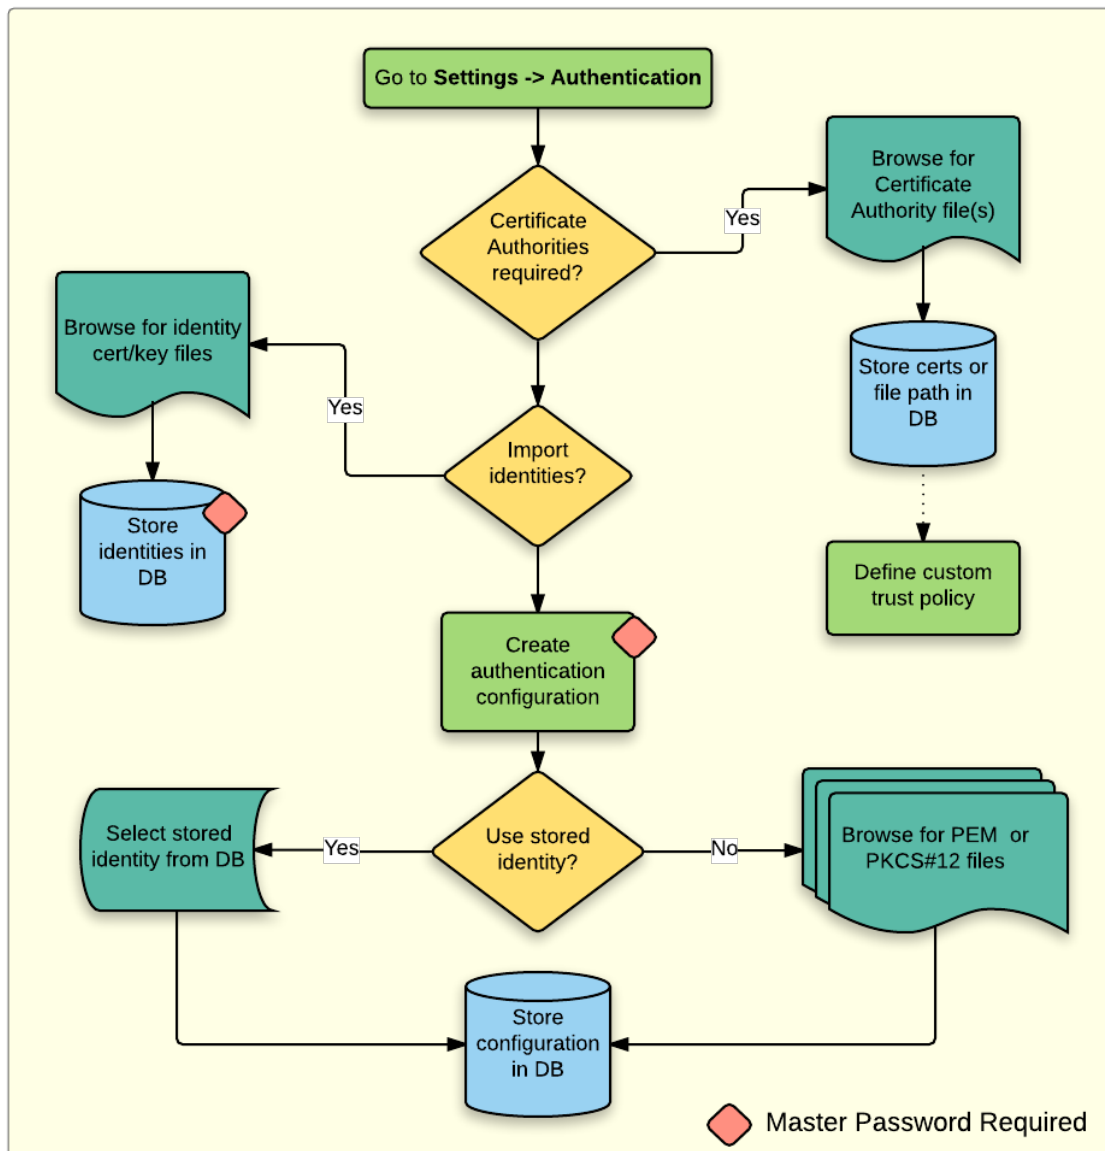 Go to Settings -> Authentication
Certificate
Authorities
required?
Yes
Browse for
Certificate
Authority file(s)
Store certs or
file path in
DB
Define custom
trust policy
Import
identities?
Yes
Browse for identity
cert/key files
Store
identities in
DB
Create
authentication
configuration
Use stored
identity?
Yes
Select stored
identity from DB
No
Browse for PEM or
PKCS#12 files
Store
configuration
in DB
Master Password Required